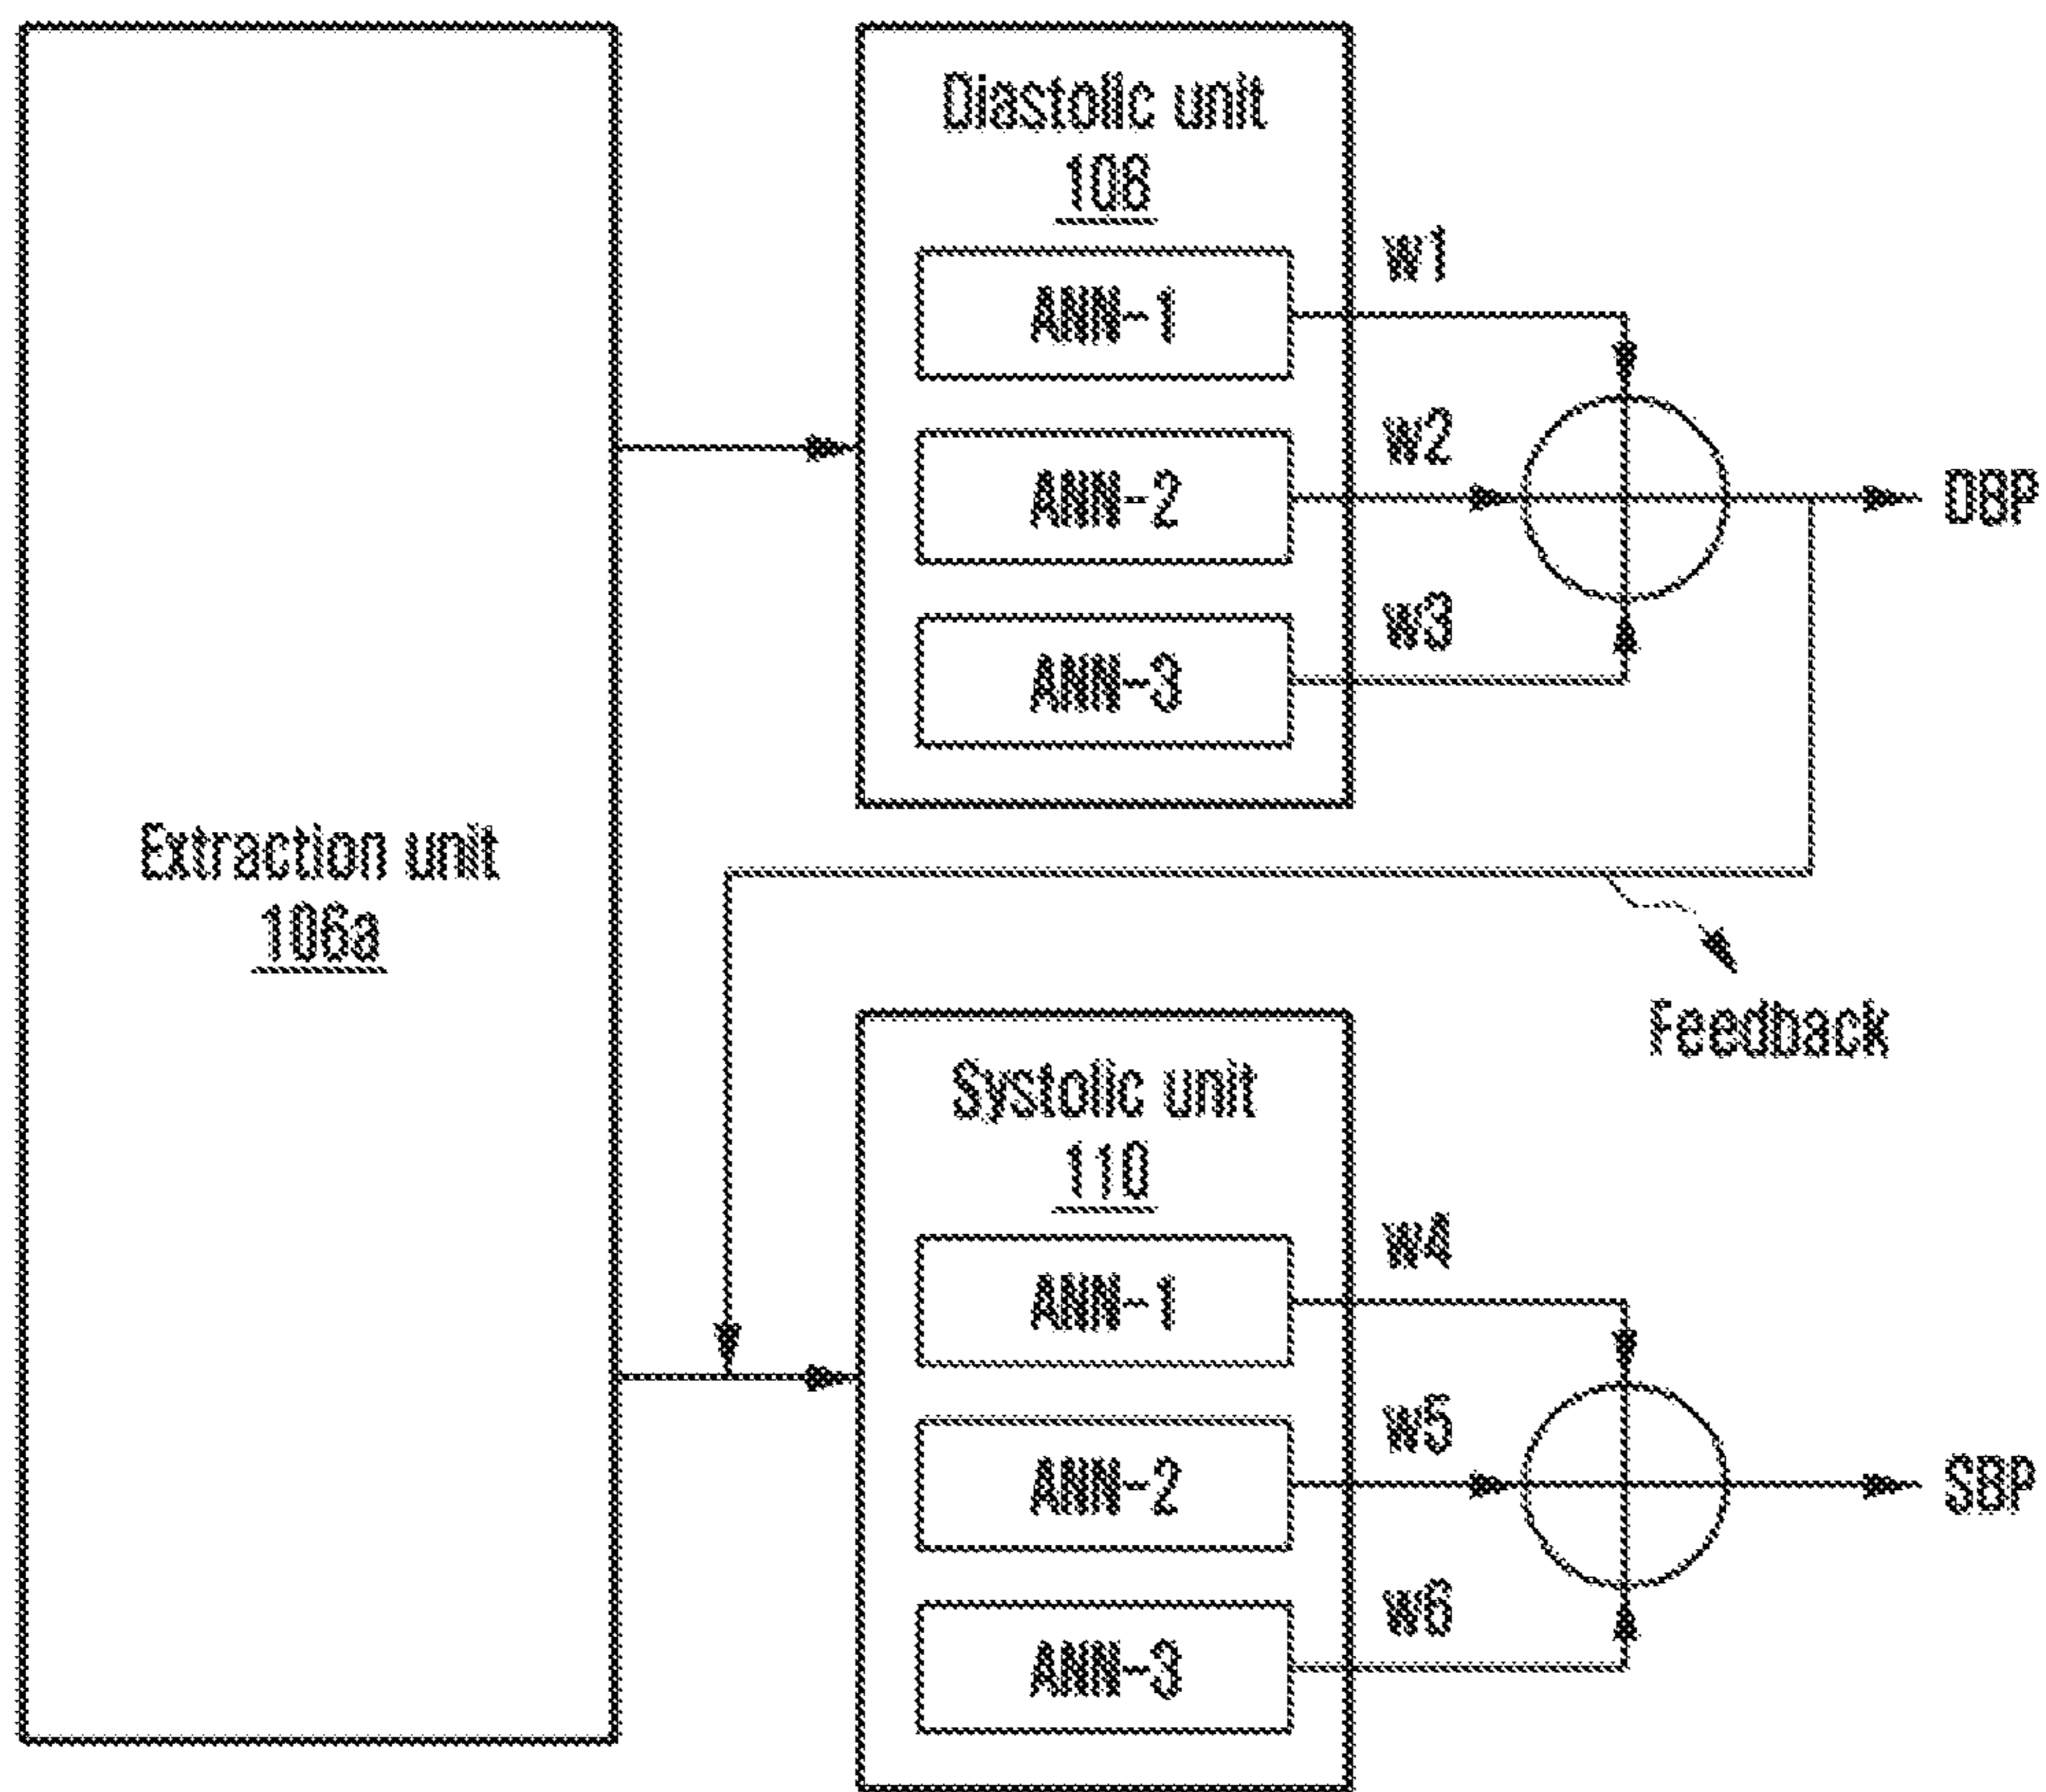 Diastolic unit
108
ANN-1
ANN-2
ANN-3
w1
w2
w3
DBP
Extraction unit
106a
Feedback
Systolic unit
110
ANN-1
ANN-2
ANN-3
w4
w5
w6
SBP